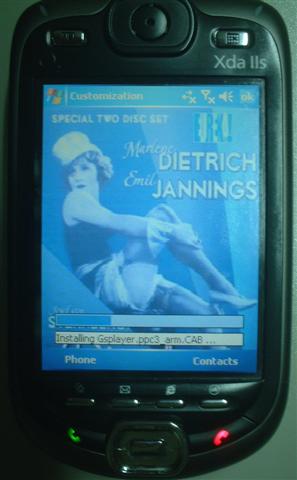 Xda IIs
Customization
ok
SPECIAL TWO DISC SET
Marlene
DIETRICH
Emil
JANNINGS
Installing Gsplayer.ppc3_arm.CAB ...
Phone
Contacts